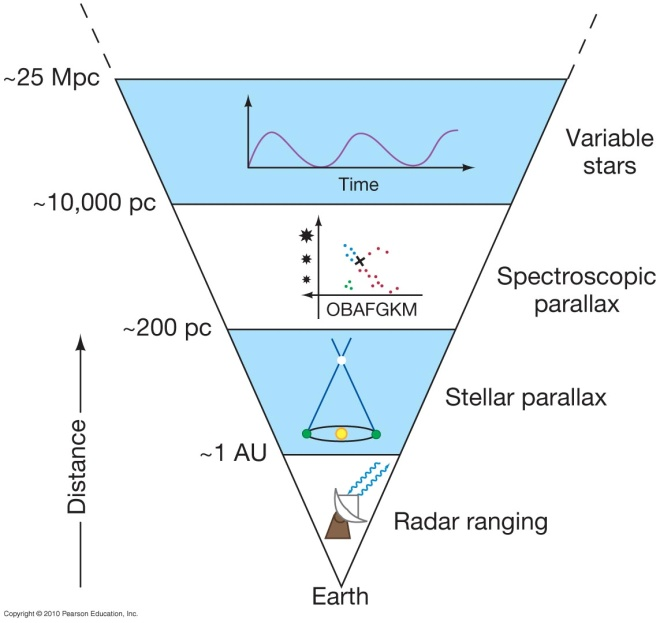 ~25 Mpc
Variable
stars
Time
~10,000 pc
Spectroscopic
parallax
OBAFGKM
~200 pc
Stellar parallax
~1 AU
Distance
Radar ranging
Earth
Copyright © 2010 Pearson Education, Inc.